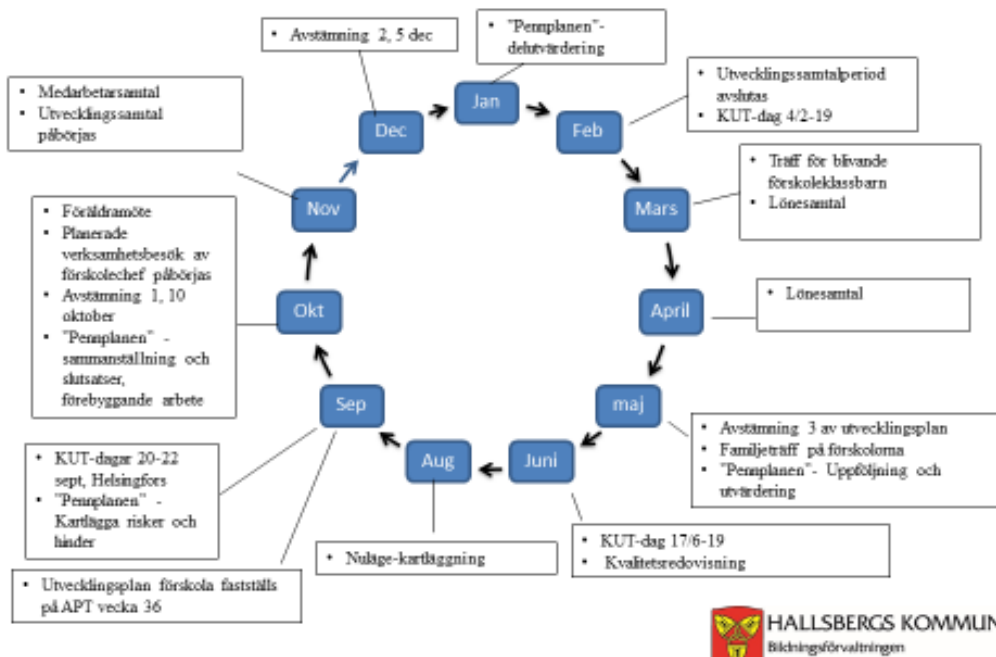 • Avstämning 2, 5 dec
• "Pennplanen"-
delutvärdering
• Medarbetarsamtal
• Utvecklingssamtal
påbörjas
• Utvecklingssamtalperiod
avslutas
• KUT-dag 4/2-19
Jan
Dec
Feb
• Träff för blivande
förskoleklassbarn
• Lönesamtal
Nov
Mars
• Föräldramöte
• Planerade
verksamhetsbesök av
förskolechef påbörjas
• Avstämning 1, 10
oktober
• "Pennplanen" -
sammanställning och
slutsatser,
förebyggande arbete
• Lönesamtal
Okt
April
Sep
maj
Aug
Juni
• Avstämning 3 av utvecklingsplan
• Familjeträff på förskolorna
• "Pennplanen"- Uppföljning och
utvärdering
• KUT-dagar 20-22
sept, Helsingfors
• "Pennplanen" -
Kartlägga risker och
hinder
• KUT-dag 17/6-19
• Kvalitetsredovisning
• Nuläge-kartläggning
• Utvecklingsplan förskola fastställs
på APT vecka 36
HALLSBERGS KOMMUN
Bildningsförvaltningen